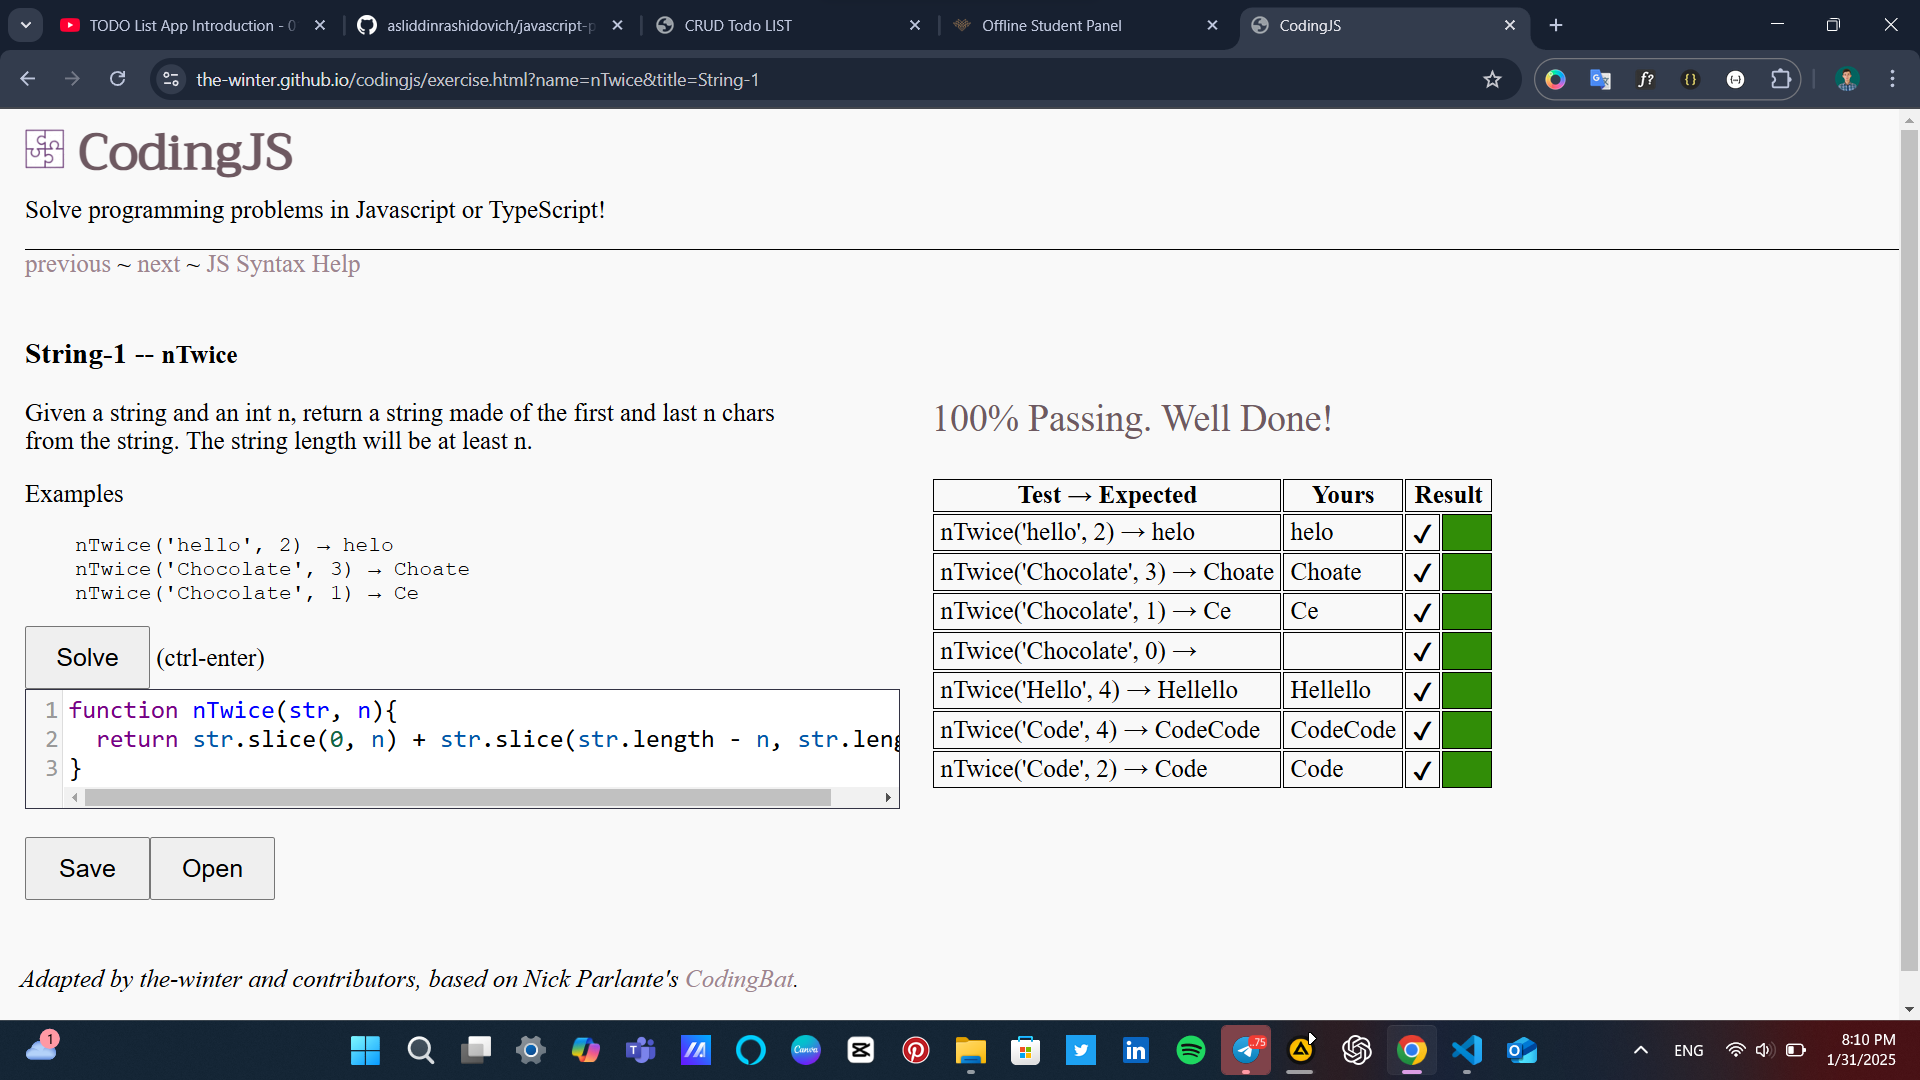 TODO List App Introduction - 0
asliddinrashidovich/javascript-p
CRUD Todo LIST
Offline Student Panel
CodingJS
the-winter.github.io/codingjs/exercise.html?name=nTwice&title=String-1
CodingJS
Solve programming problems in Javascript or TypeScript!
previous ~ next ~ JS Syntax Help
String-1 -- nTwice
Given a string and an int n, return a string made of the first and last n chars
from the string. The string length will be at least n.
Examples
nTwice('hello', 2) → helo
nTwice('Chocolate', 3) → Choate
nTwice('Chocolate', 1) → Ce
Solve (ctrl-enter)
1 function nTwice(str, n){
2 return str.slice(0, n) + str.slice(str.length - n, str.leng
3 }
Save Open
100% Passing. Well Done!
Test → Expected Yours Result
nTwice('hello', 2) → helo helo ✓
nTwice('Chocolate', 3) → Choate Choate ✓
nTwice('Chocolate', 1) → Ce Ce ✓
nTwice('Chocolate', 0) → ✓
nTwice('Hello', 4) → Hellello Hellello ✓
nTwice('Code', 4) → CodeCode CodeCode ✓
nTwice('Code', 2) → Code Code ✓
Adapted by the-winter and contributors, based on Nick Parlante's CodingBat.
1
Canva
.75
ENG
8:10 PM
1/31/2025